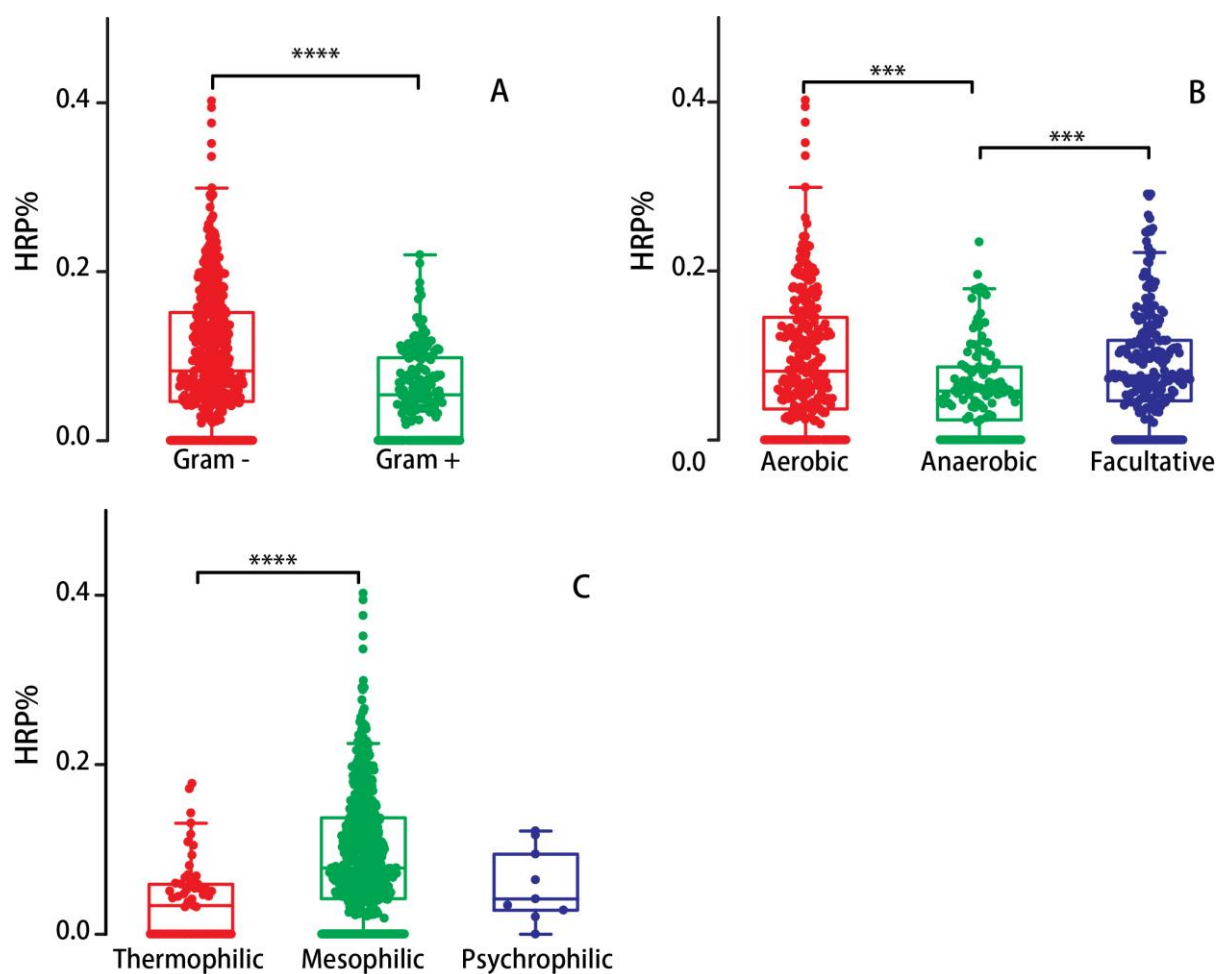 ****
A
HRP%
0.4
0.2
0.0
Gram -
Gram +
***
***
B
HRP%
0.4
0.2
0.0
Aerobic
Anaerobic
Facultative
****
C
HRP%
0.4
0.2
0.0
Thermophilic
Mesophilic
Psychrophilic